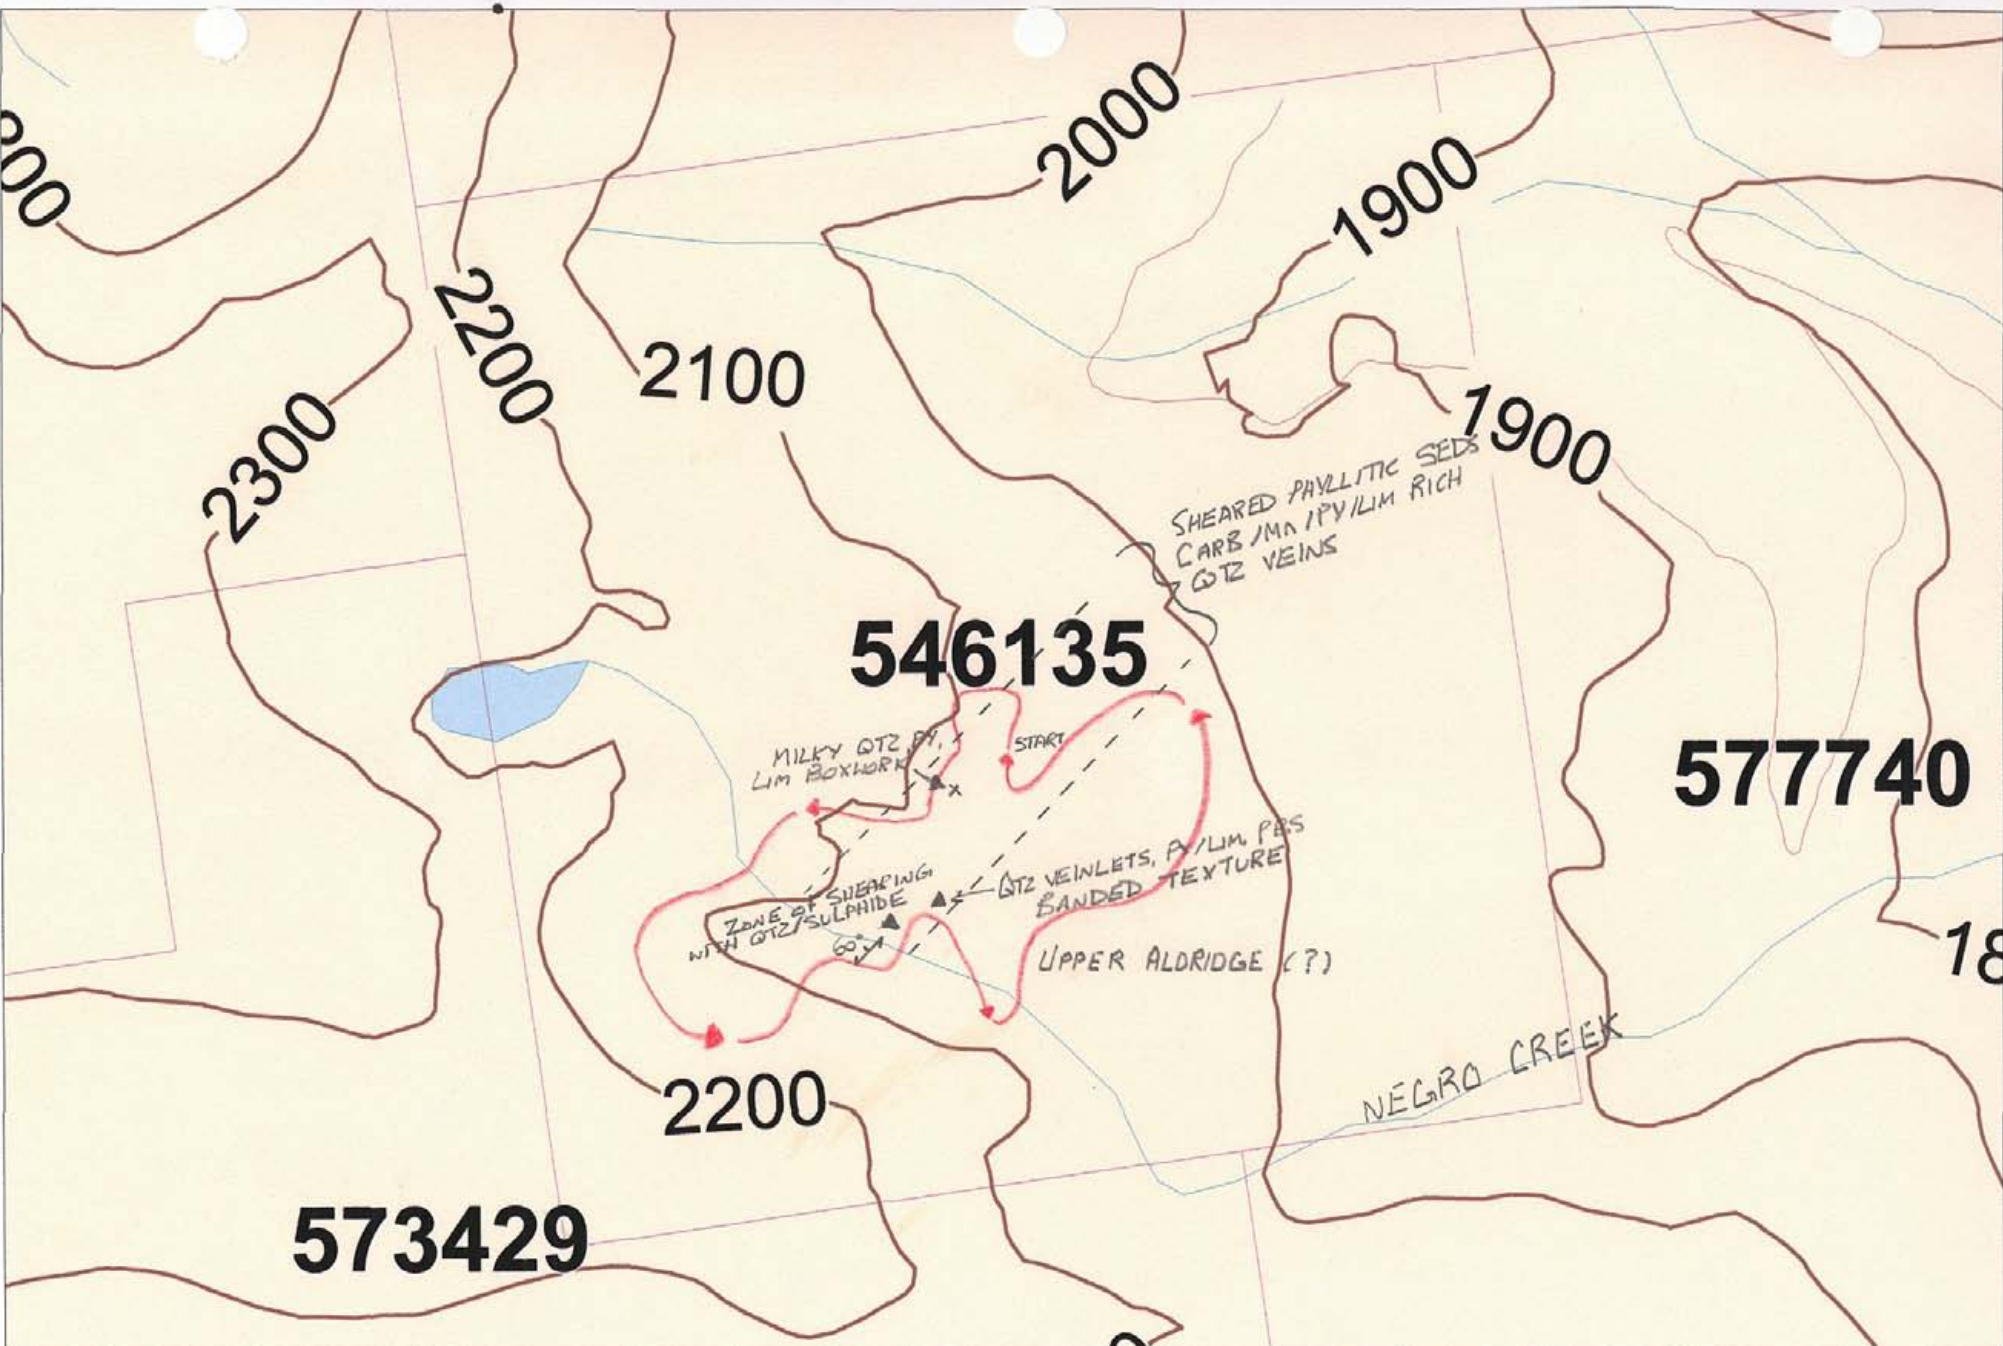 2000
1900
2200
2100
2300
1900
SHEARED PHYLLITIC SEDS
CARB /Mn /PY/LIM RICH
QTZ VEINS
546135
MILKY QTZ, PY,
LIM BOXWORK
X
START
577740
QTZ VEINLETS, Py/LIM, PBS
BANDED TEXTURE
ZONE OF SHEARING
WITH QTZ/SULPHIDE
60°
UPPER ALDRIDGE (?)
NEGRO CREEK
2200
573429